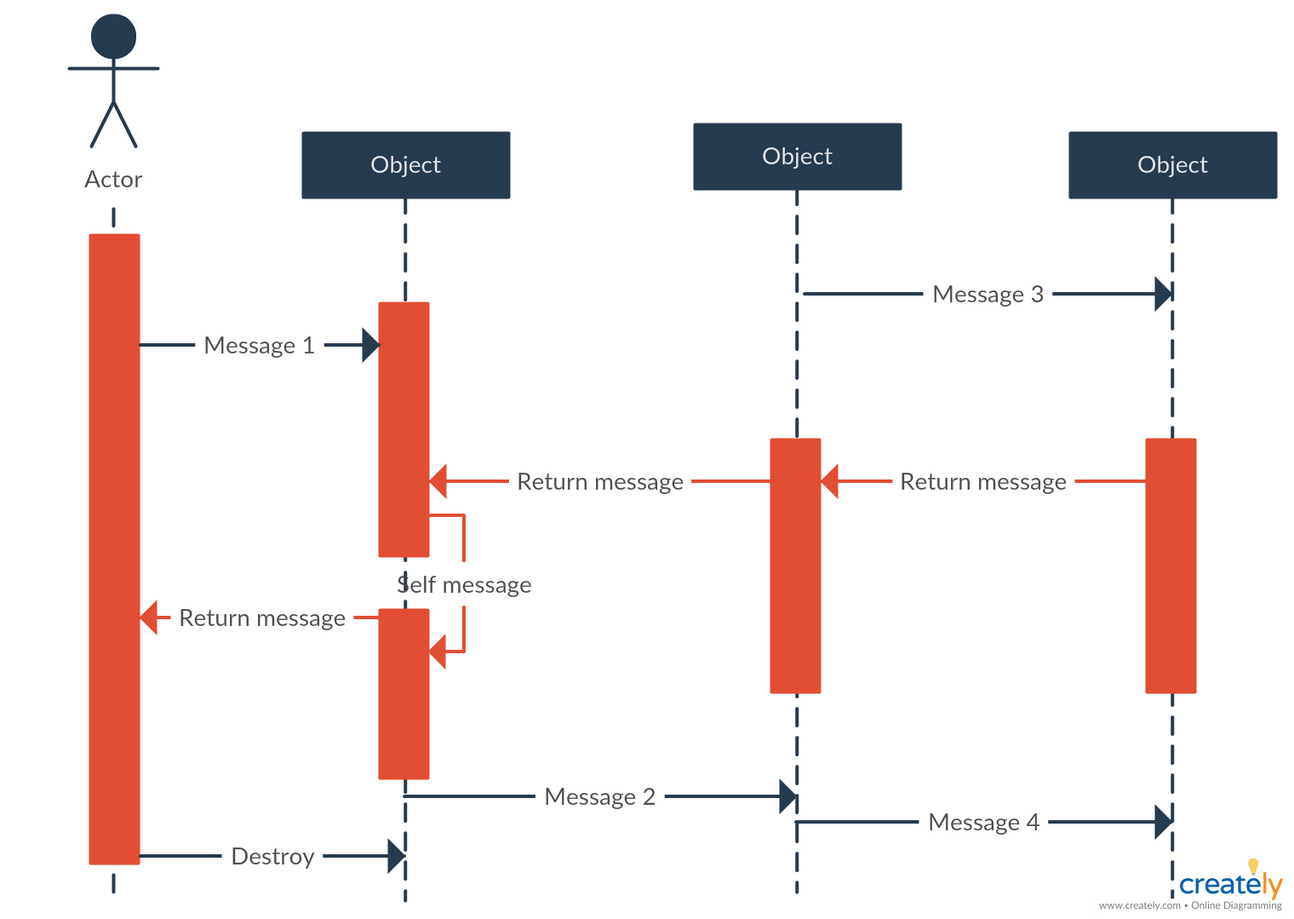 Object
Object
Object
Actor
Message 3
Message 1
Return message
Return message
Self message
Return message
Message 2
Message 4
Destroy
creately
www.creately.com • Online Diagramming